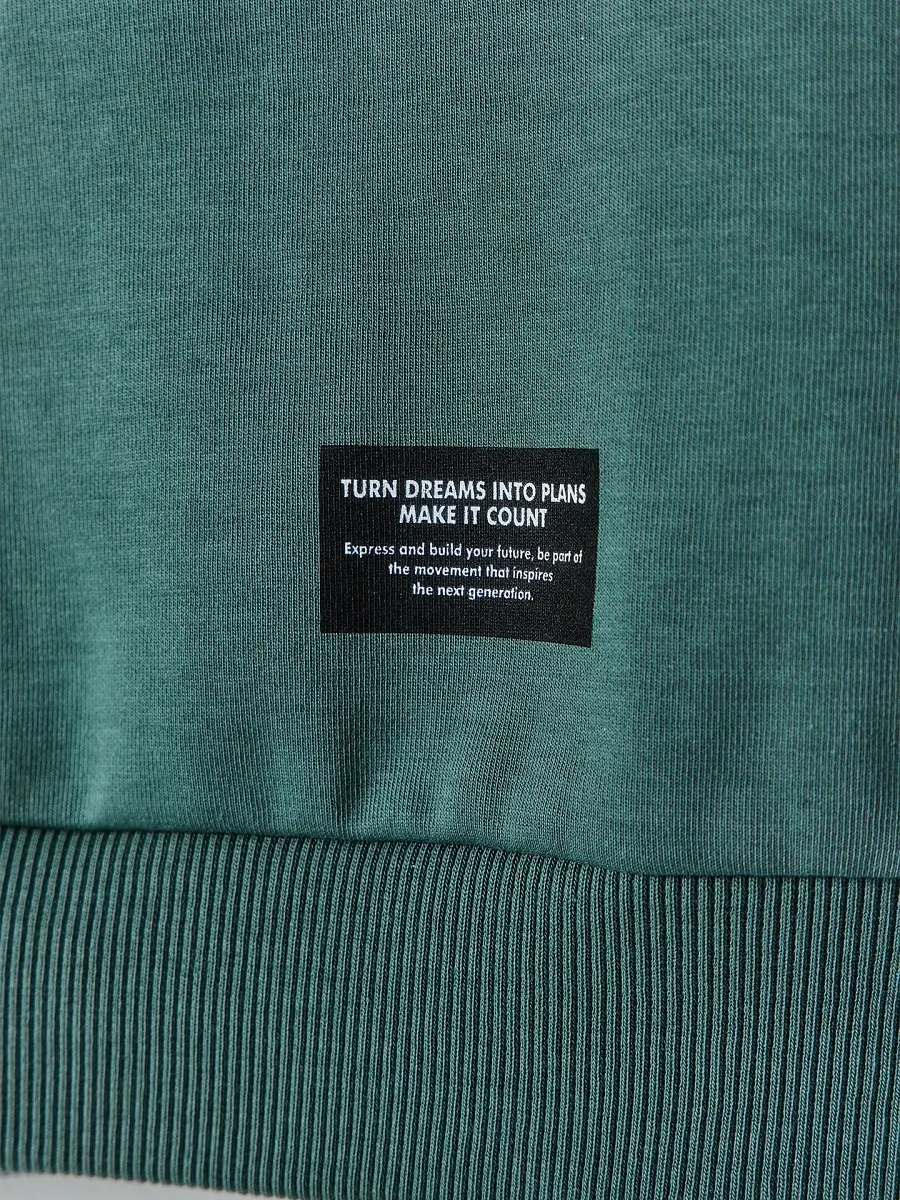 TURN DREAMS INTO PLANS
MAKE IT COUNT
Express and build your future, be part of
the movement that inspires
the next generation.